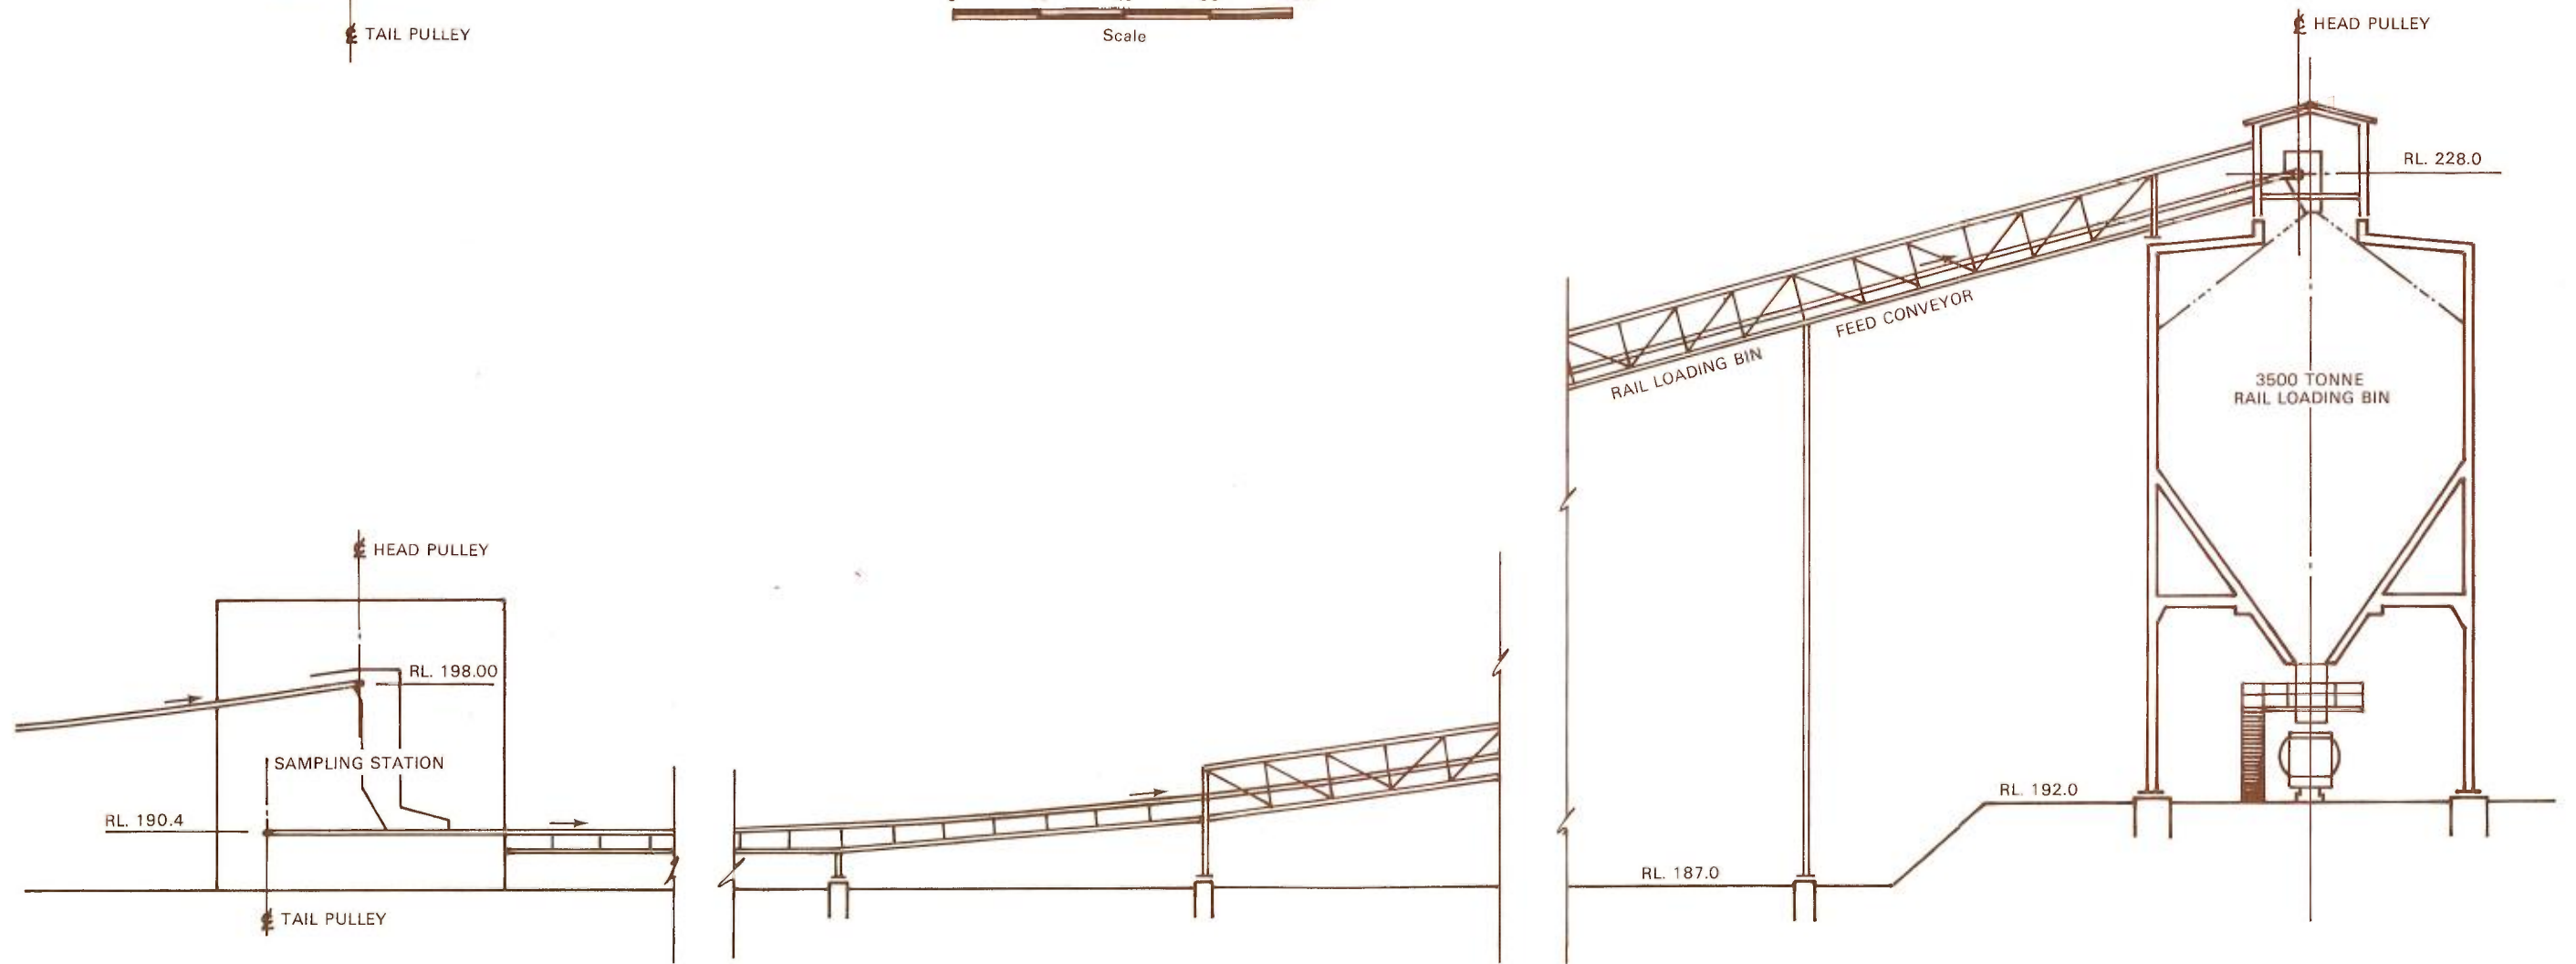 ℄ TAIL PULLEY
Scale
℄ HEAD PULLEY
RL. 228.0
FEED CONVEYOR
RAIL LOADING BIN
3500 TONNE
RAIL LOADING BIN
℄ HEAD PULLEY
RL. 198.00
SAMPLING STATION
RL. 190.4
RL. 192.0
RL. 187.0
℄ TAIL PULLEY